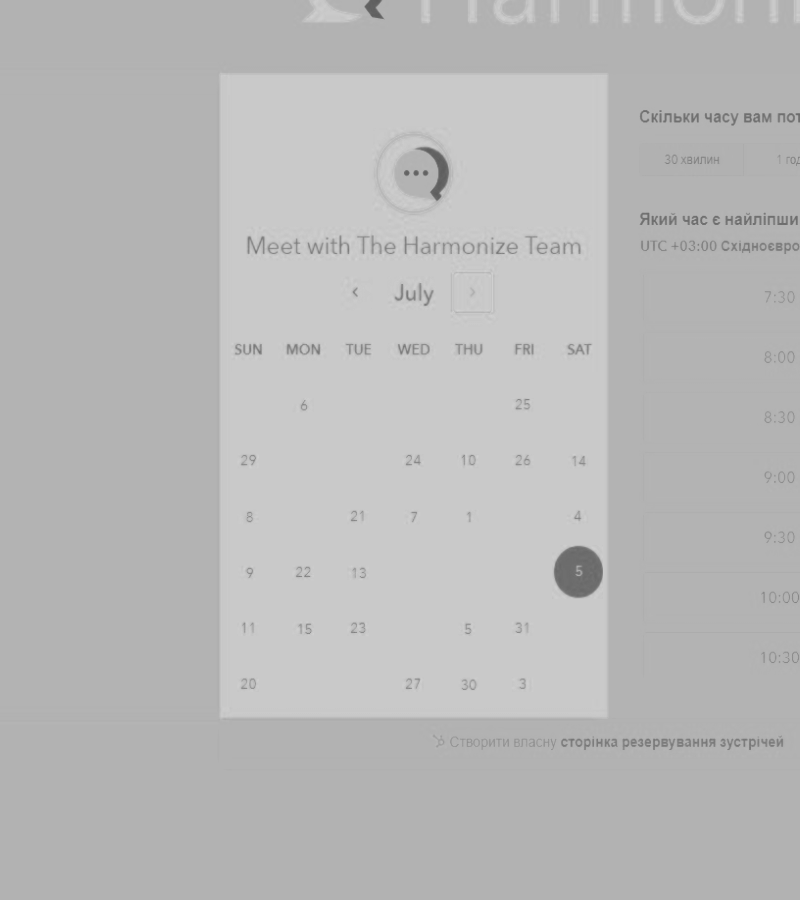 Harmoni
Meet with The Harmonize Team
‹ July ›
SUN MON TUE WED THU FRI SAT
6 25
29 24 10 26 14
8 21 7 1 4
9 22 13 5
11 15 23 5 31
20 27 30 3
Скільки часу вам пот
30 хвилин 1 год
Який час є найліпши
UTC +03:00 Східноєвро
7:30
8:00
8:30
9:00
9:30
10:00
10:30
Створити власну сторінка резервування зустрічей